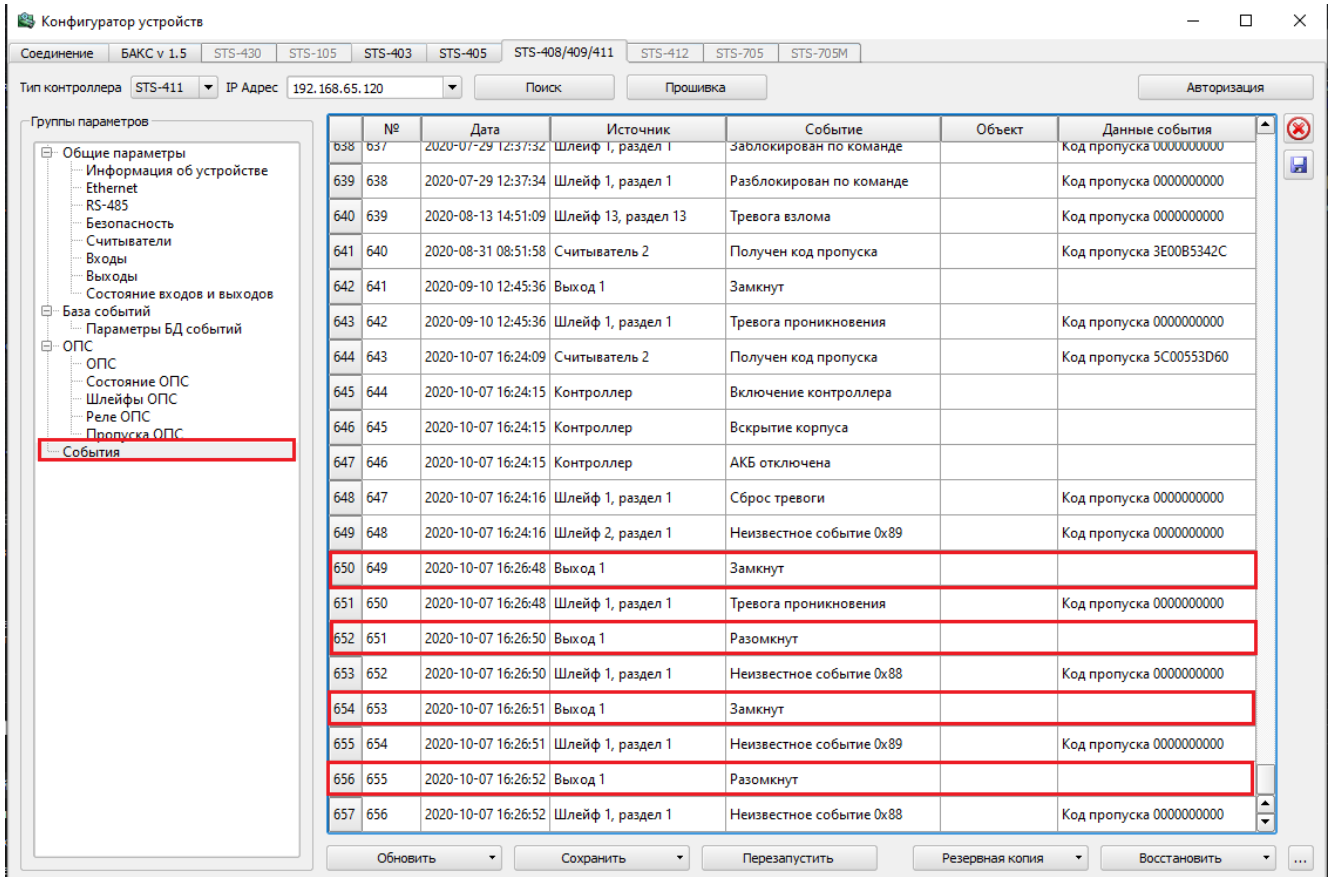 Конфигуратор устройств
Соединение БАКС v 1.5 STS-430 STS-105 STS-403 STS-405 STS-408/409/411 STS-412 STS-705 STS-705M
Тип контроллера STS-411 IP Адрес 192.168.65.120 Поиск Прошивка Авторизация
Группы параметров
Общие параметры
Информация об устройстве
Ethernet
RS-485
Безопасность
Считыватели
Входы
Выходы
Состояние входов и выходов
База событий
Параметры БД событий
ОПС
ОПС
Состояние ОПС
Шлейфы ОПС
Реле ОПС
Пропуска ОПС
События
№ Дата Источник Событие Объект Данные события
638 637 2020-07-29 12:37:32 Шлейф 1, раздел 1 Заблокирован по команде Код пропуска 0000000000
639 638 2020-07-29 12:37:34 Шлейф 1, раздел 1 Разблокирован по команде Код пропуска 0000000000
640 639 2020-08-13 14:51:09 Шлейф 13, раздел 13 Тревога взлома Код пропуска 0000000000
641 640 2020-08-31 08:51:58 Считыватель 2 Получен код пропуска Код пропуска 3E00B5342C
642 641 2020-09-10 12:45:36 Выход 1 Замкнут
643 642 2020-09-10 12:45:36 Шлейф 1, раздел 1 Тревога проникновения Код пропуска 0000000000
644 643 2020-10-07 16:24:09 Считыватель 2 Получен код пропуска Код пропуска 5C00553D60
645 644 2020-10-07 16:24:15 Контроллер Включение контроллера
646 645 2020-10-07 16:24:15 Контроллер Вскрытие корпуса
647 646 2020-10-07 16:24:15 Контроллер АКБ отключена
648 647 2020-10-07 16:24:16 Шлейф 1, раздел 1 Сброс тревоги Код пропуска 0000000000
649 648 2020-10-07 16:24:16 Шлейф 2, раздел 1 Неизвестное событие 0x89 Код пропуска 0000000000
650 649 2020-10-07 16:26:48 Выход 1 Замкнут
651 650 2020-10-07 16:26:48 Шлейф 1, раздел 1 Тревога проникновения Код пропуска 0000000000
652 651 2020-10-07 16:26:50 Выход 1 Разомкнут
653 652 2020-10-07 16:26:50 Шлейф 1, раздел 1 Неизвестное событие 0x88 Код пропуска 0000000000
654 653 2020-10-07 16:26:51 Выход 1 Замкнут
655 654 2020-10-07 16:26:51 Шлейф 1, раздел 1 Неизвестное событие 0x89 Код пропуска 0000000000
656 655 2020-10-07 16:26:52 Выход 1 Разомкнут
657 656 2020-10-07 16:26:52 Шлейф 1, раздел 1 Неизвестное событие 0x88 Код пропуска 0000000000
Обновить Сохранить Перезапустить Резервная копия Восстановить ...